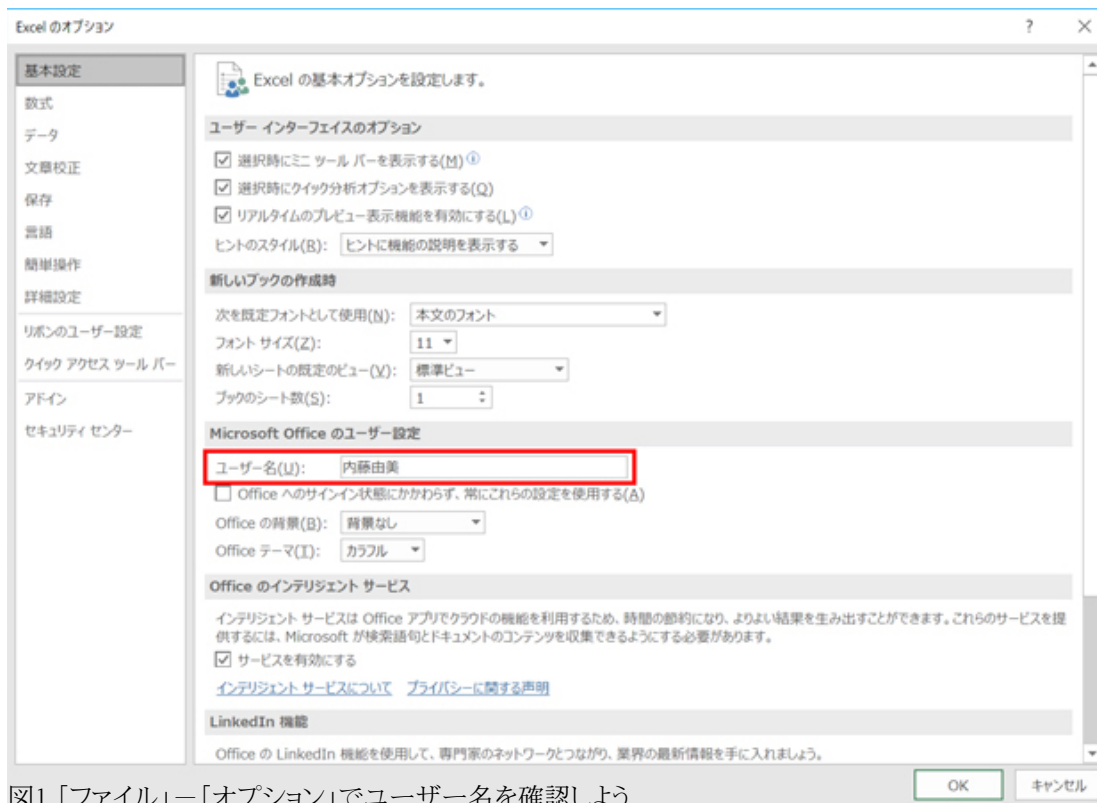 Excel のオプション
?
×
基本設定
数式
データ
文章校正
保存
言語
簡単操作
詳細設定
リボンのユーザー設定
クイック アクセス ツール バー
アドイン
セキュリティ センター
Excel の基本オプションを設定します。
ユーザー インターフェイスのオプション
選択時にミニ ツール バーを表示する(M)
選択時にクイック分析オプションを表示する(Q)
リアルタイムのプレビュー表示機能を有効にする(L)
ヒントのスタイル(R): ヒントに機能の説明を表示する
新しいブックの作成時
次を既定フォントとして使用(N): 本文のフォント
フォント サイズ(Z): 11
新しいシートの既定のビュー(V): 標準ビュー
ブックのシート数(S): 1
Microsoft Office のユーザー設定
ユーザー名(U): 内藤由美
Office へのサインイン状態にかかわらず、常にこれらの設定を使用する(A)
Office の背景(B): 背景なし
Office テーマ(T): カラフル
Office のインテリジェント サービス
インテリジェント サービスは Office アプリでクラウドの機能を利用するため、時間の節約になり、よりよい結果を生み出すことができます。これらのサービスを提
供するには、Microsoft が検索語句とドキュメントのコンテンツを収集できるようにする必要があります。
サービスを有効にする
インテリジェント サービスについて プライバシーに関する声明
LinkedIn 機能
Office の LinkedIn 機能を使用して、専門家のネットワークとつながり、業界の最新情報を手に入れましょう。
OK キャンセル
図1 「ファイル」－「オプション」でユーザー名を確認しよう